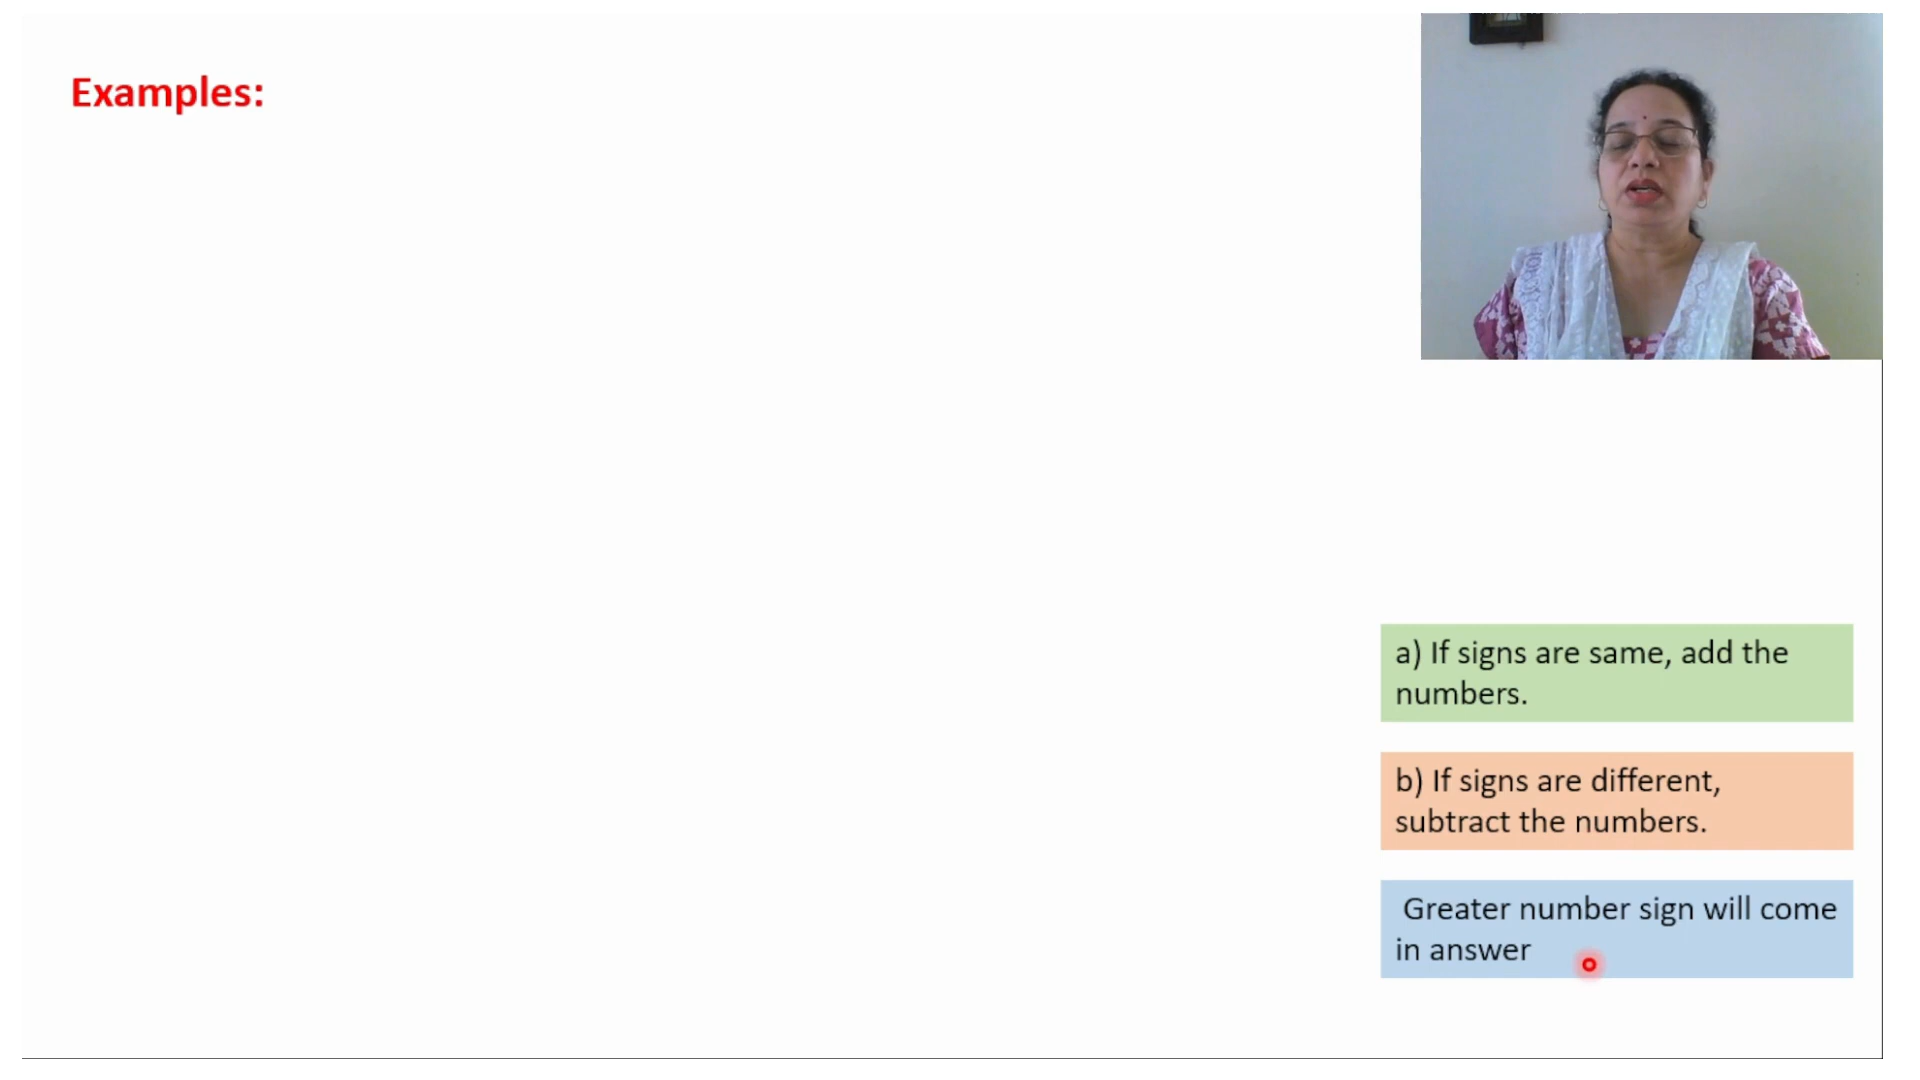 Examples:
a) If signs are same, add the
numbers.
b) If signs are different,
subtract the numbers.
Greater number sign will come
in answer